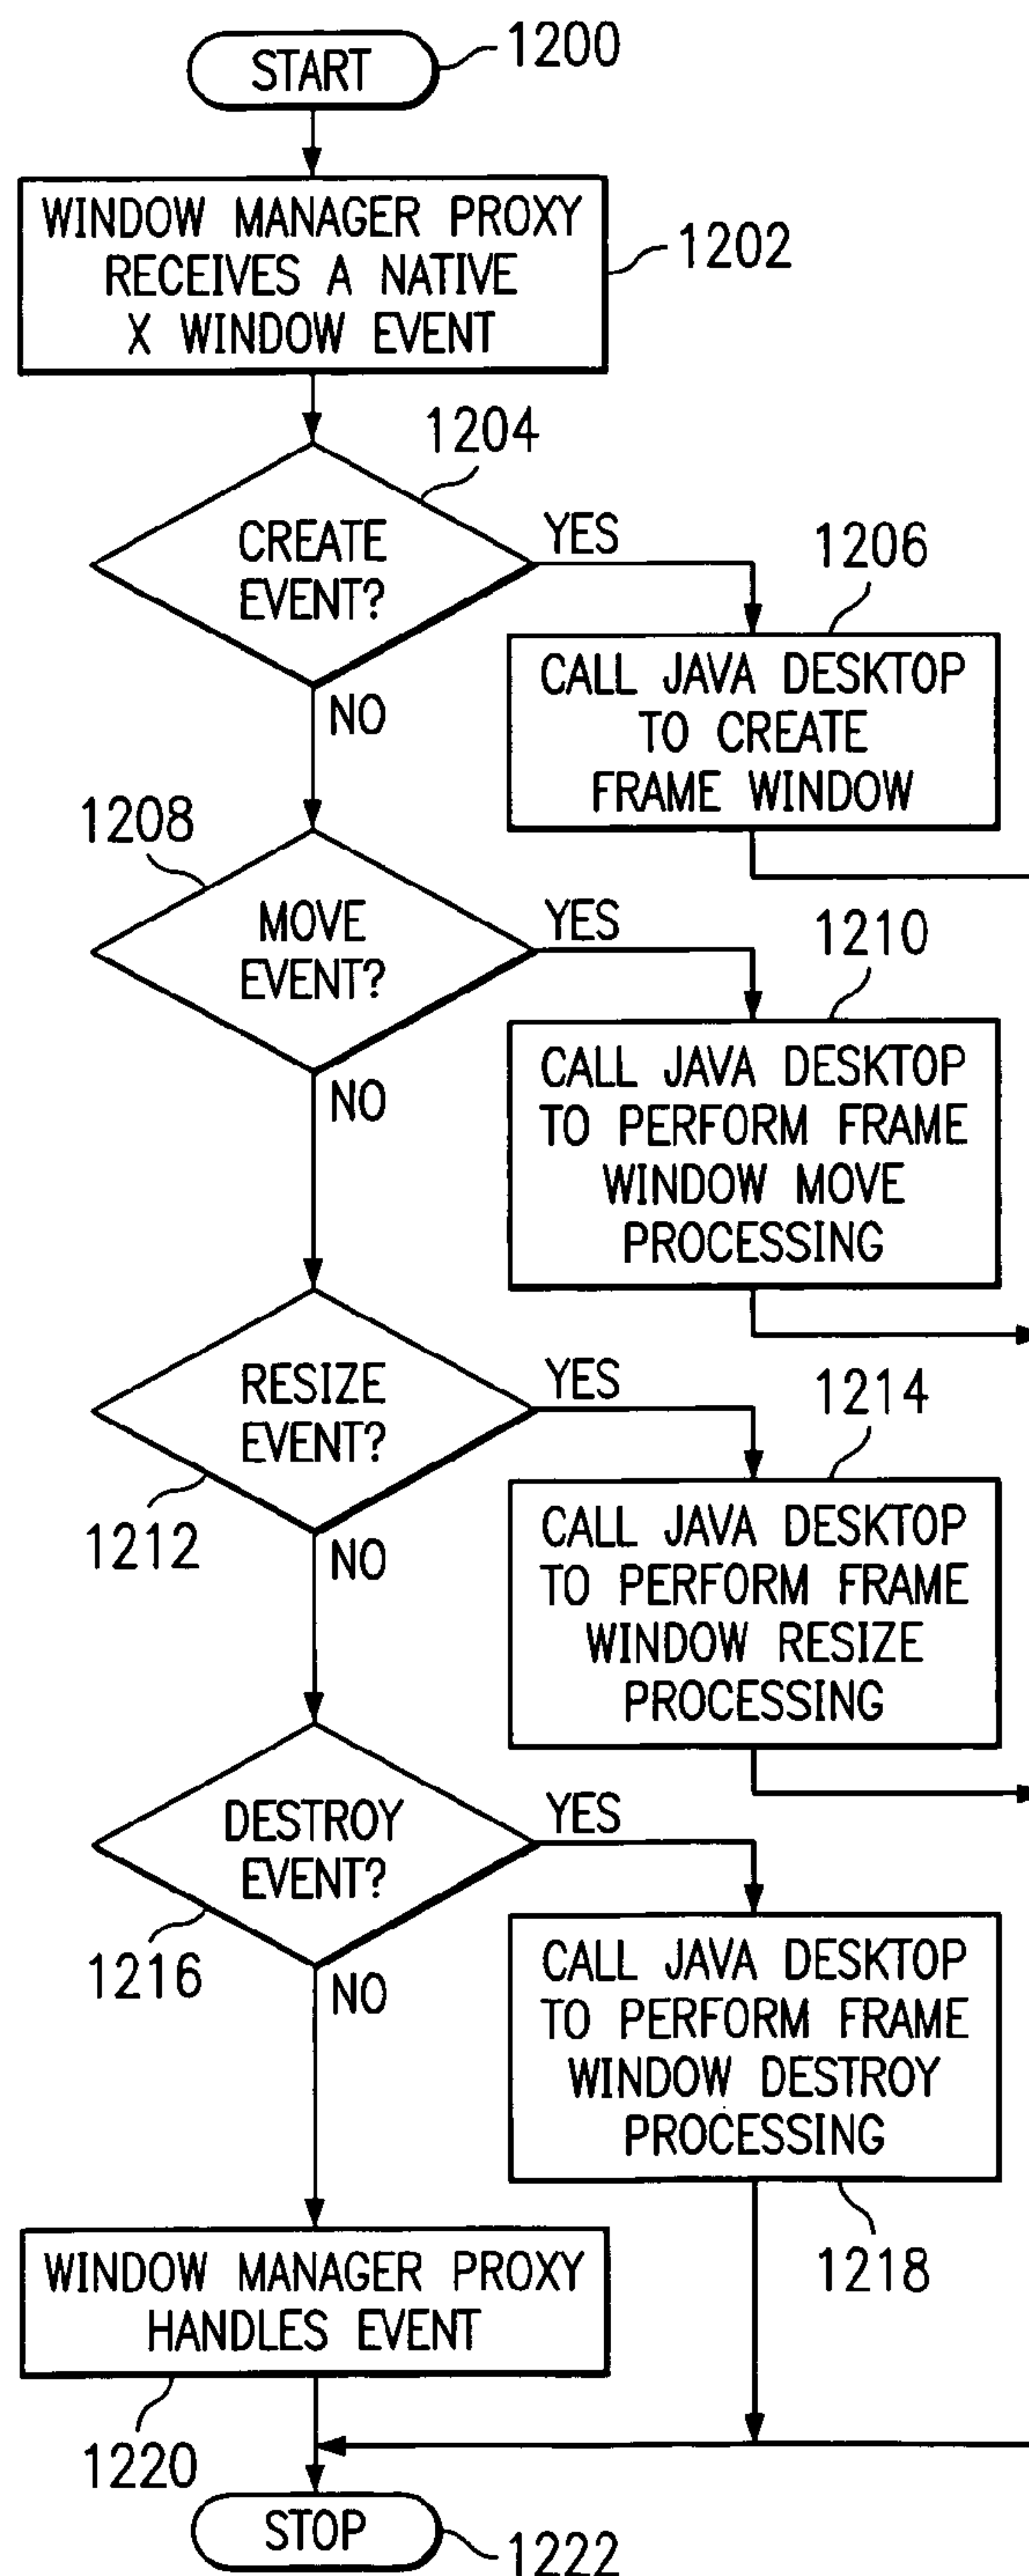 START
1200
WINDOW MANAGER PROXY
RECEIVES A NATIVE
X WINDOW EVENT
1202
1204
CREATE
EVENT?
YES
NO
1206
CALL JAVA DESKTOP
TO CREATE
FRAME WINDOW
1208
MOVE
EVENT?
YES
NO
1210
CALL JAVA DESKTOP
TO PERFORM FRAME
WINDOW MOVE
PROCESSING
RESIZE
EVENT?
YES
NO
1212
1214
CALL JAVA DESKTOP
TO PERFORM FRAME
WINDOW RESIZE
PROCESSING
DESTROY
EVENT?
YES
NO
1216
CALL JAVA DESKTOP
TO PERFORM FRAME
WINDOW DESTROY
PROCESSING
1218
WINDOW MANAGER PROXY
HANDLES EVENT
1220
STOP
1222